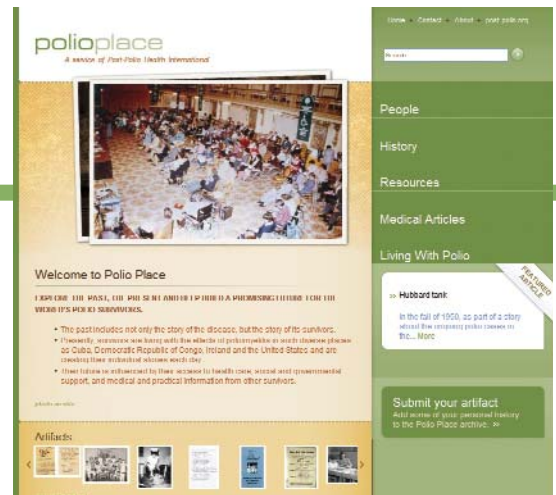 Home • Contact • About • post-polio.org
polioplace
A service of Post-Polio Health International
People
History
Resources
Medical Articles
Living With Polio
FEATURED ARTICLE
» Hubbard tank
In the fall of 1950, as part of a story
about the ongoing polio cases in
the... More
Submit your artifact
Add some of your personal history
to the Polio Place archive. »
Welcome to Polio Place
EXPLORE THE PAST, THE PRESENT AND HELP BUILD A PROMISING FUTURE FOR THE
WORLD'S POLIO SURVIVORS.
• The past includes not only the story of the disease, but the story of its survivors.
• Presently, survivors are living with the effects of poliomyelitis in such diverse places
as Cuba, Democratic Republic of Congo, Ireland and the United States and are
creating their individual stories each day.
• Their future is influenced by their access to health care, social and governmental
support, and medical and practical information from other survivors.
Artifacts